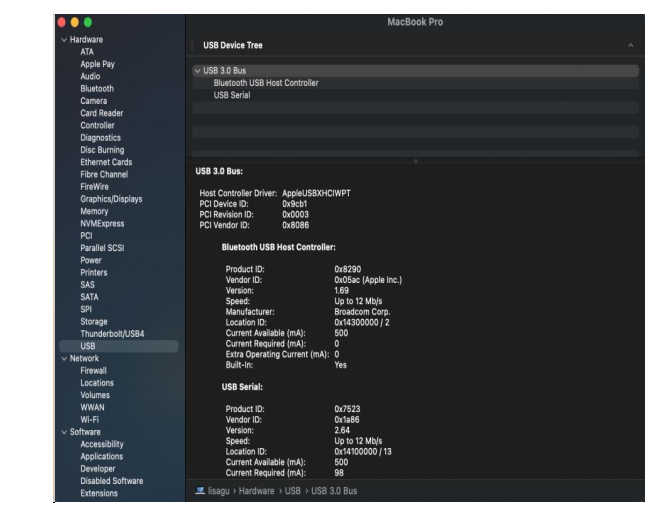 MacBook Pro
Hardware
ATA
Apple Pay
Audio
Bluetooth
Camera
Card Reader
Controller
Diagnostics
Disc Burning
Ethernet Cards
Fibre Channel
FireWire
Graphics/Displays
Memory
NVMExpress
PCI
Parallel SCSI
Power
Printers
SAS
SATA
SPI
Storage
Thunderbolt/USB4
USB
Network
Firewall
Locations
Volumes
WWAN
Wi-Fi
Software
Accessibility
Applications
Developer
Disabled Software
Extensions
USB Device Tree
USB 3.0 Bus
Bluetooth USB Host Controller
USB Serial
USB 3.0 Bus:
Host Controller Driver: AppleUSBXHCIWPT
PCI Device ID: 0x9cb1
PCI Revision ID: 0x0003
PCI Vendor ID: 0x8086
Bluetooth USB Host Controller:
Product ID: 0x8290
Vendor ID: 0x05ac (Apple Inc.)
Version: 1.69
Speed: Up to 12 Mb/s
Manufacturer: Broadcom Corp.
Location ID: 0x14300000 / 2
Current Available (mA): 500
Current Required (mA): 0
Extra Operating Current (mA): 0
Built-In: Yes
USB Serial:
Product ID: 0x7523
Vendor ID: 0x1a86
Version: 2.64
Speed: Up to 12 Mb/s
Location ID: 0x14100000 / 13
Current Available (mA): 500
Current Required (mA): 98
lisagu › Hardware › USB › USB 3.0 Bus